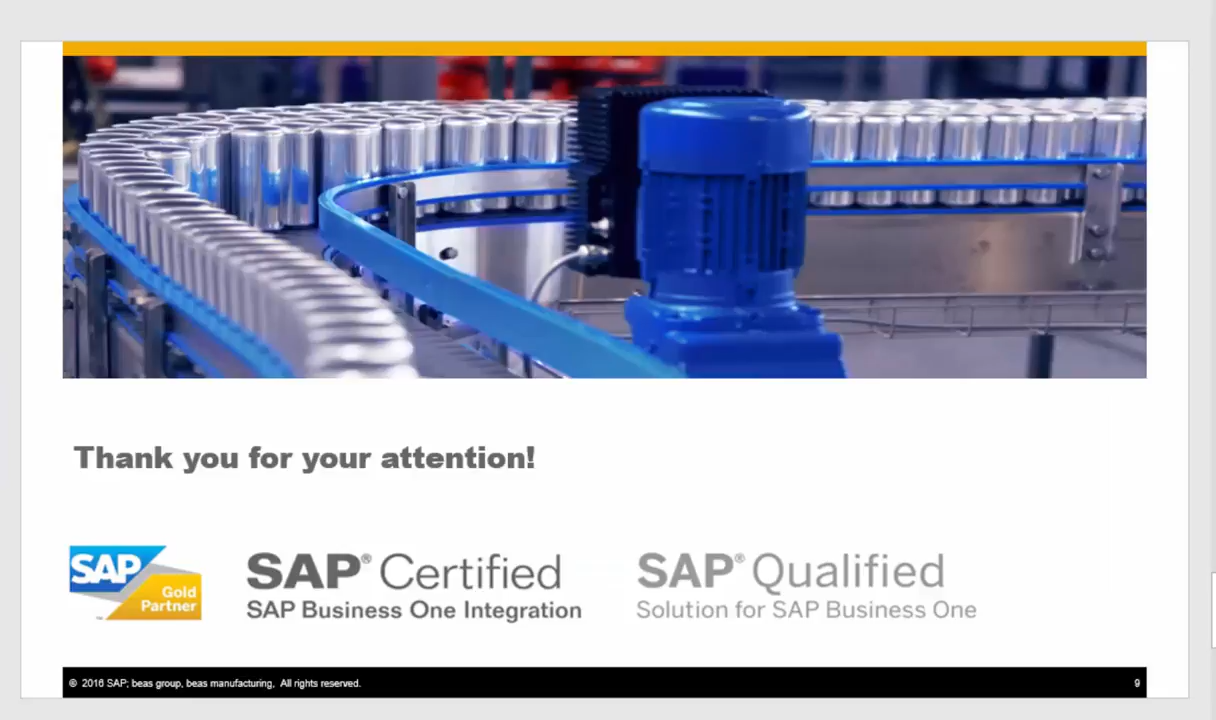 Thank you for your attention!
SAP
Gold
Partner
SAP® Certified
SAP Business One Integration
SAP® Qualified
Solution for SAP Business One
© 2016 SAP; beas group, beas manufacturing, All rights reserved.
9